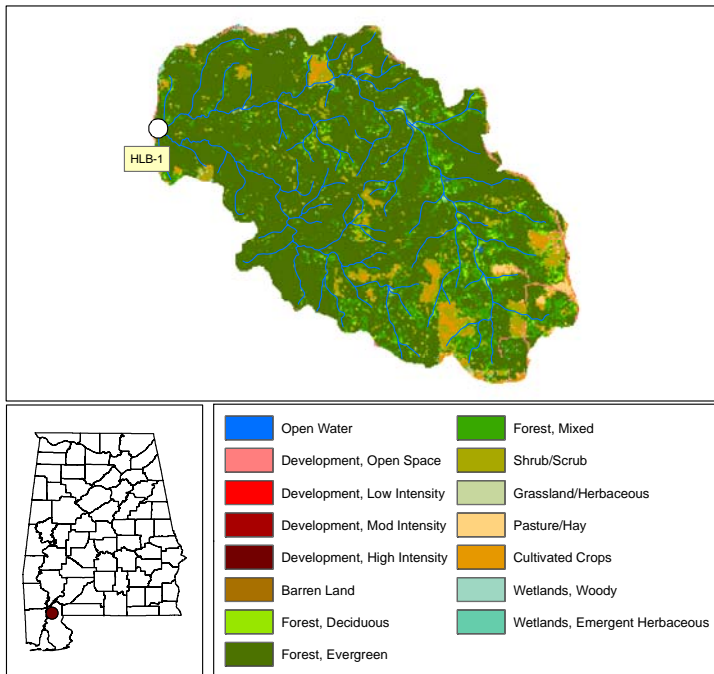 HLB-1
Open Water
Development, Open Space
Development, Low Intensity
Development, Mod Intensity
Development, High Intensity
Barren Land
Forest, Deciduous
Forest, Evergreen
Forest, Mixed
Shrub/Scrub
Grassland/Herbaceous
Pasture/Hay
Cultivated Crops
Wetlands, Woody
Wetlands, Emergent Herbaceous